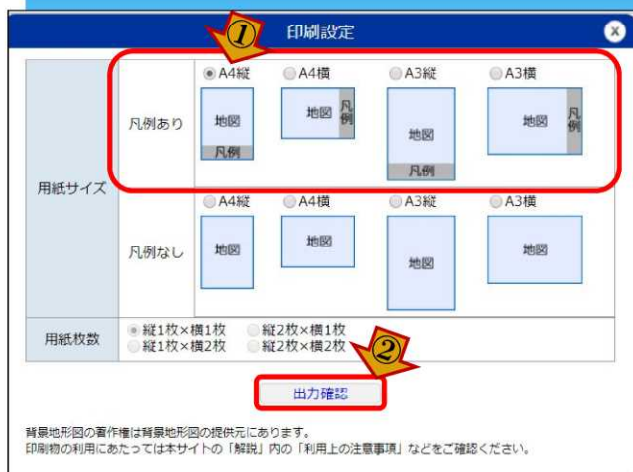 印刷設定
①
A4縦 A4横 A3縦 A3横
凡例あり
地図 凡例
地図 凡例
地図 凡例
地図 凡例
用紙サイズ
A4縦 A4横 A3縦 A3横
凡例なし
地図 地図 地図 地図
用紙枚数
縦1枚×横1枚 縦2枚×横1枚
縦1枚×横2枚 縦2枚×横2枚
②
出力確認
背景地形図の著作権は背景地形図の提供元にあります。
印刷物の利用にあたっては本サイトの「解説」内の「利用上の注意事項」などをご確認ください。